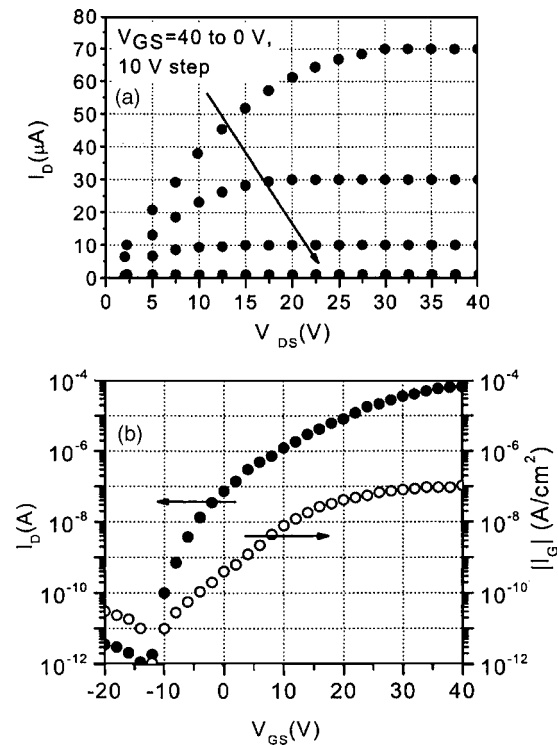 80
70
60
50
40
30
20
10
0
I_D(μA)
V_GS=40 to 0 V,
10 V step
(a)
0 5 10 15 20 25 30 35 40
V_DS(V)
10^-4
10^-6
10^-8
10^-10
10^-12
I_D(A)
(b)
10^-4
10^-6
10^-8
10^-10
10^-12
|I_G| (A/cm^2)
-20 -10 0 10 20 30 40
V_GS(V)